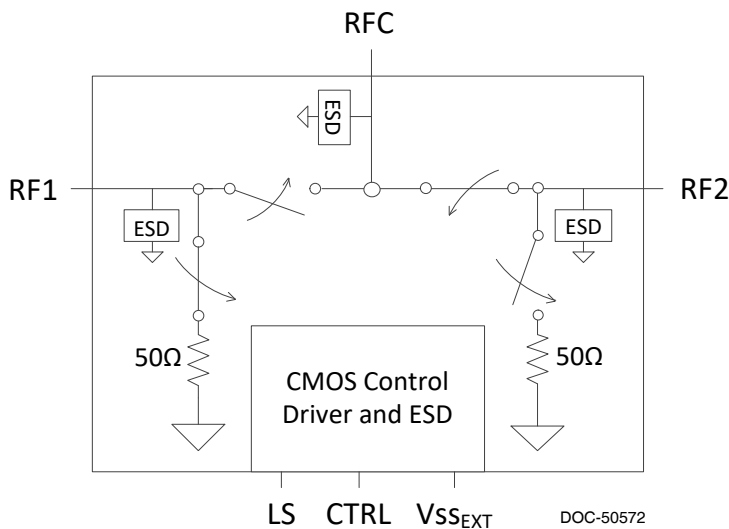 RFC
ESD
RF1
RF2
ESD
ESD
50Ω
50Ω
CMOS Control
Driver and ESD
LS
CTRL
VssEXT
DOC-50572